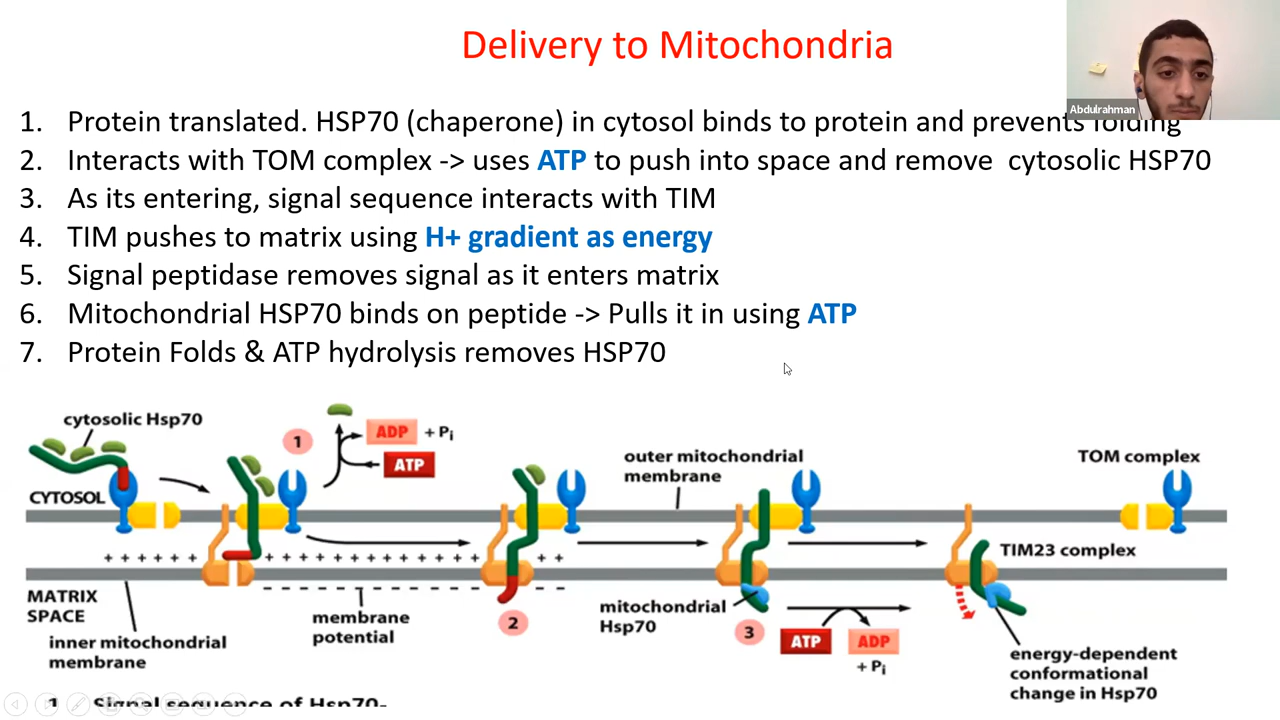 Delivery to Mitochondria
Abdulrahman
1. Protein translated. HSP70 (chaperone) in cytosol binds to protein and prevents folding
2. Interacts with TOM complex -> uses ATP to push into space and remove cytosolic HSP70
3. As its entering, signal sequence interacts with TIM
4. TIM pushes to matrix using H+ gradient as energy
5. Signal peptidase removes signal as it enters matrix
6. Mitochondrial HSP70 binds on peptide -> Pulls it in using ATP
7. Protein Folds & ATP hydrolysis removes HSP70
cytosolic Hsp70
1
ADP + Pi
ATP
CYTOSOL
outer mitochondrial
membrane
TOM complex
+ + + + + +
+ + + + + + + + + + + + + + +
+ +
TIM23 complex
MATRIX
SPACE
inner mitochondrial
membrane
membrane
potential
2
mitochondrial
Hsp70
3
ATP
ADP
+ Pi
energy-dependent
conformational
change in Hsp70
1 Signal sequence of Hsp70-